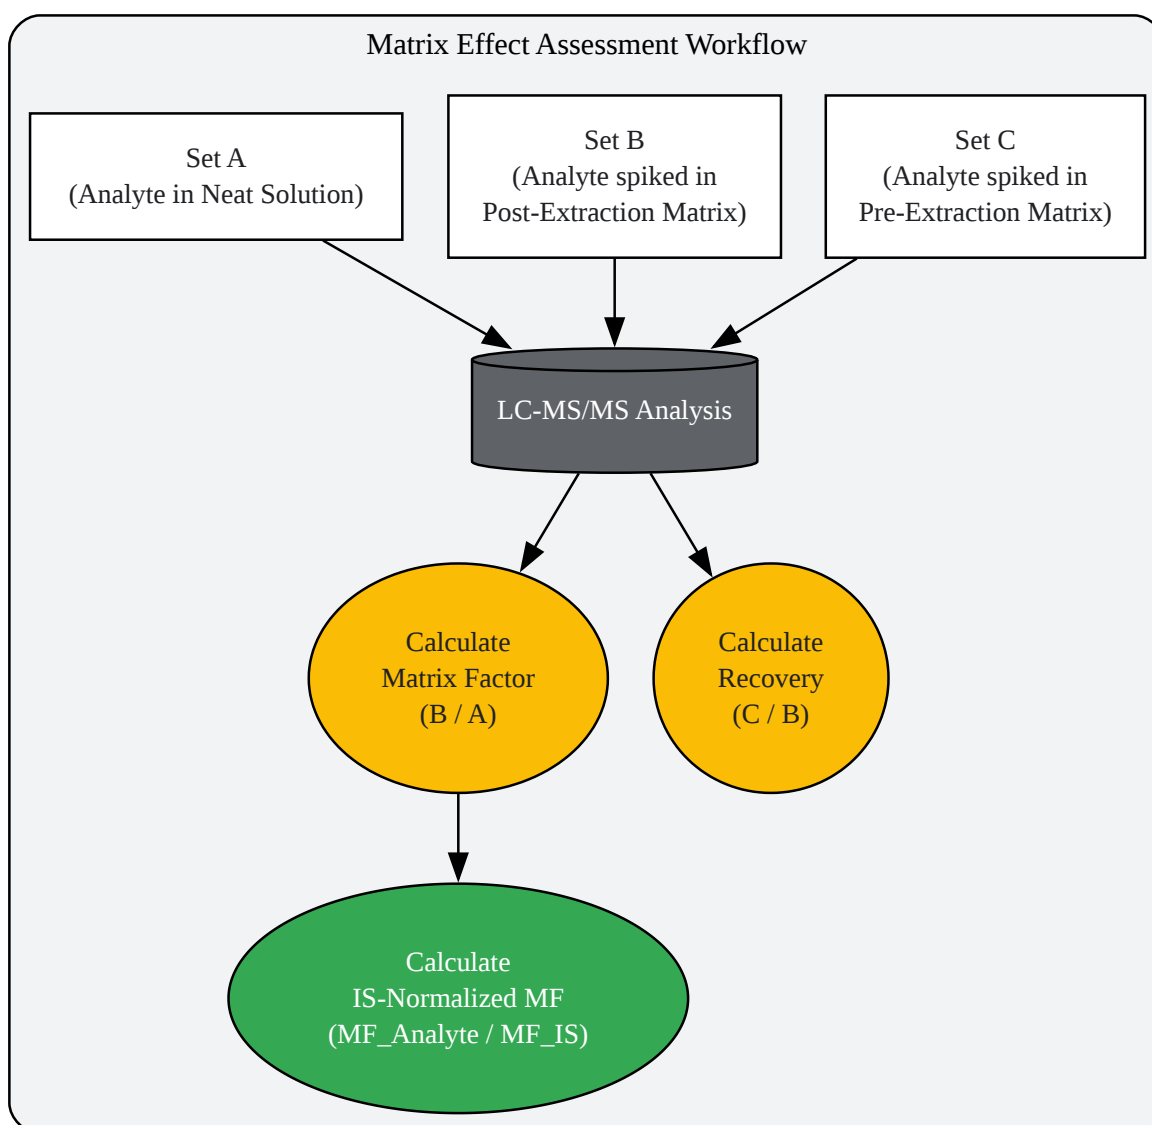 Matrix Effect Assessment Workflow
Set A
(Analyte in Neat Solution)
Set B
(Analyte spiked in
Post-Extraction Matrix)
Set C
(Analyte spiked in
Pre-Extraction Matrix)
LC-MS/MS Analysis
Calculate
Matrix Factor
(B / A)
Calculate
Recovery
(C / B)
Calculate
IS-Normalized MF
(MF_Analyte / MF_IS)